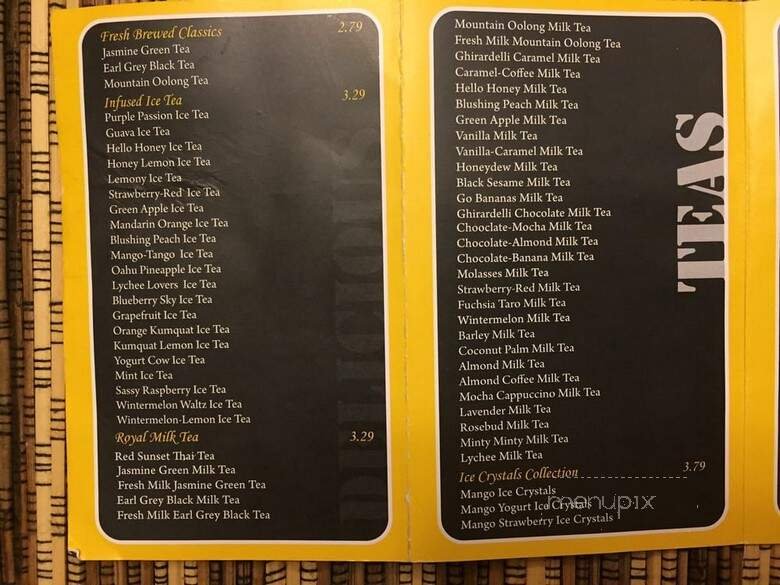 Fresh Brewed Classics 2.79
Jasmine Green Tea
Earl Grey Black Tea
Mountain Oolong Tea
Infused Ice Tea 3.29
Purple Passion Ice Tea
Guava Ice Tea
Hello Honey Ice Tea
Honey Lemon Ice Tea
Lemony Ice Tea
Strawberry-Red Ice Tea
Green Apple Ice Tea
Mandarin Orange Ice Tea
Blushing Peach Ice Tea
Mango-Tango Ice Tea
Oahu Pineapple Ice Tea
Lychee Lovers Ice Tea
Blueberry Sky Ice Tea
Grapefruit Ice Tea
Orange Kumquat Ice Tea
Kumquat Lemon Ice Tea
Yogurt Cow Ice Tea
Mint Ice Tea
Sassy Raspberry Ice Tea
Wintermelon Waltz Ice Tea
Wintermelon-Lemon Ice Tea
Royal Milk Tea 3.29
Red Sunset Thai Tea
Jasmine Green Milk Tea
Fresh Milk Jasmine Green Tea
Earl Grey Black Milk Tea
Fresh Milk Earl Grey Black Tea
DELICIOUS
Mountain Oolong Milk Tea
Fresh Milk Mountain Oolong Tea
Ghirardelli Caramel Milk Tea
Caramel-Coffee Milk Tea
Hello Honey Milk Tea
Blushing Peach Milk Tea
Green Apple Milk Tea
Vanilla Milk Tea
Vanilla-Caramel Milk Tea
Honeydew Milk Tea
Black Sesame Milk Tea
Go Bananas Milk Tea
Ghirardelli Chocolate Milk Tea
Chooclate-Mocha Milk Tea
Chocolate-Almond Milk Tea
Chocolate-Banana Milk Tea
Molasses Milk Tea
Strawberry-Red Milk Tea
Fuchsia Taro Milk Tea
Wintermelon Milk Tea
Barley Milk Tea
Coconut Palm Milk Tea
Almond Milk Tea
Almond Coffee Milk Tea
Mocha Cappuccino Milk Tea
Lavender Milk Tea
Rosebud Milk Tea
Minty Minty Milk Tea
Lychee Milk Tea
Ice Crystals Collection 3.79
Mango Ice Crystals
Mango Yogurt Ice Crystals
Mango Strawberry Ice Crystals
TEAS
menupix